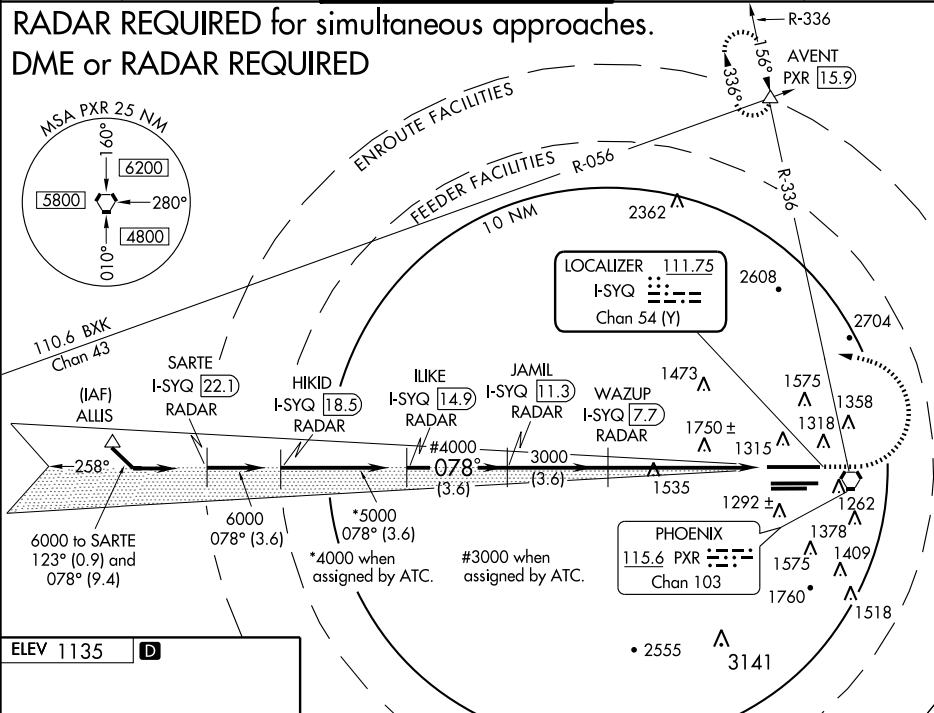 RADAR REQUIRED for simultaneous approaches.
DME or RADAR REQUIRED
R-336
156°
336°
AVENT
PXR 15.9
MSA PXR 25 NM
160°
6200
5800
280°
4800
010°
ENROUTE FACILITIES
FEEDER FACILITIES
R-056
R-336
10 NM
2362
LOCALIZER 111.75
I-SYQ
Chan 54 (Y)
2608
2704
110.6 BXK
Chan 43
(IAF)
ALLIS
SARTE
I-SYQ 22.1
RADAR
HIKID
I-SYQ 18.5
RADAR
ILIKE
I-SYQ 14.9
RADAR
JAMIL
I-SYQ 11.3
RADAR
WAZUP
I-SYQ 7.7
RADAR
1473
1575
1358
1750 ±
1315
1318
258°
#4000
078°
(3.6)
3000
(3.6)
1535
6000 to SARTE
123° (0.9) and
078° (9.4)
6000
078° (3.6)
*5000
078° (3.6)
*4000 when
assigned by ATC.
#3000 when
assigned by ATC.
1292 ±
1262
1378
PHOENIX
115.6 PXR
Chan 103
1575
1409
1760
1518
2555
3141
ELEV 1135 D